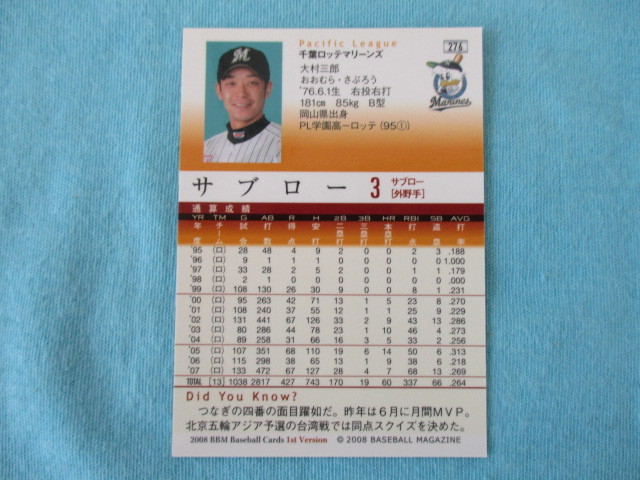 Pacific League
276
千葉ロッテマリーンズ
大村三郎
おおむら・さぶろう
'76.6.1生 右投右打
181cm 85kg B型
岡山県出身
PL学園高ーロッテ (95①)
M
Marines
サブロー 3 サブロー [外野手]
通算成績
YR TM G AB R H 2B 3B HR RBI SB AVG
年度 チーム 試合 打数 得点 安打 二塁打 三塁打 本塁打 打点 盗塁 打率
'95 (ロ) 28 48 4 9 2 0 0 2 3 .188
'96 (ロ) 9 1 1 1 0 0 0 0 0 1.000
'97 (ロ) 33 28 2 5 2 0 0 1 1 .179
'98 (ロ) 2 1 0 0 0 0 0 0 0 .000
'99 (ロ) 108 130 26 30 9 0 0 8 1 .231
'00 (ロ) 95 263 42 71 13 1 5 23 8 .270
'01 (ロ) 108 240 37 55 12 1 1 25 9 .229
'02 (ロ) 131 441 67 126 33 2 9 43 13 .286
'03 (ロ) 80 286 44 78 23 1 10 46 4 .273
'04 (ロ) 89 258 31 66 16 3 4 33 2 .256
'05 (ロ) 107 351 68 110 19 6 14 50 6 .313
'06 (ロ) 115 298 38 65 13 1 10 38 6 .218
'07 (ロ) 133 472 67 127 28 4 7 68 13 .269
TOTAL [13] 1038 2817 427 743 170 19 60 337 66 .264
Did You Know?
つなぎの四番の面目躍如だ。昨年は6月に月間MVP。
北京五輪アジア予選の台湾戦では同点スクイズを決めた。
2008 BBM Baseball Cards 1st Version © 2008 BASEBALL MAGAZINE